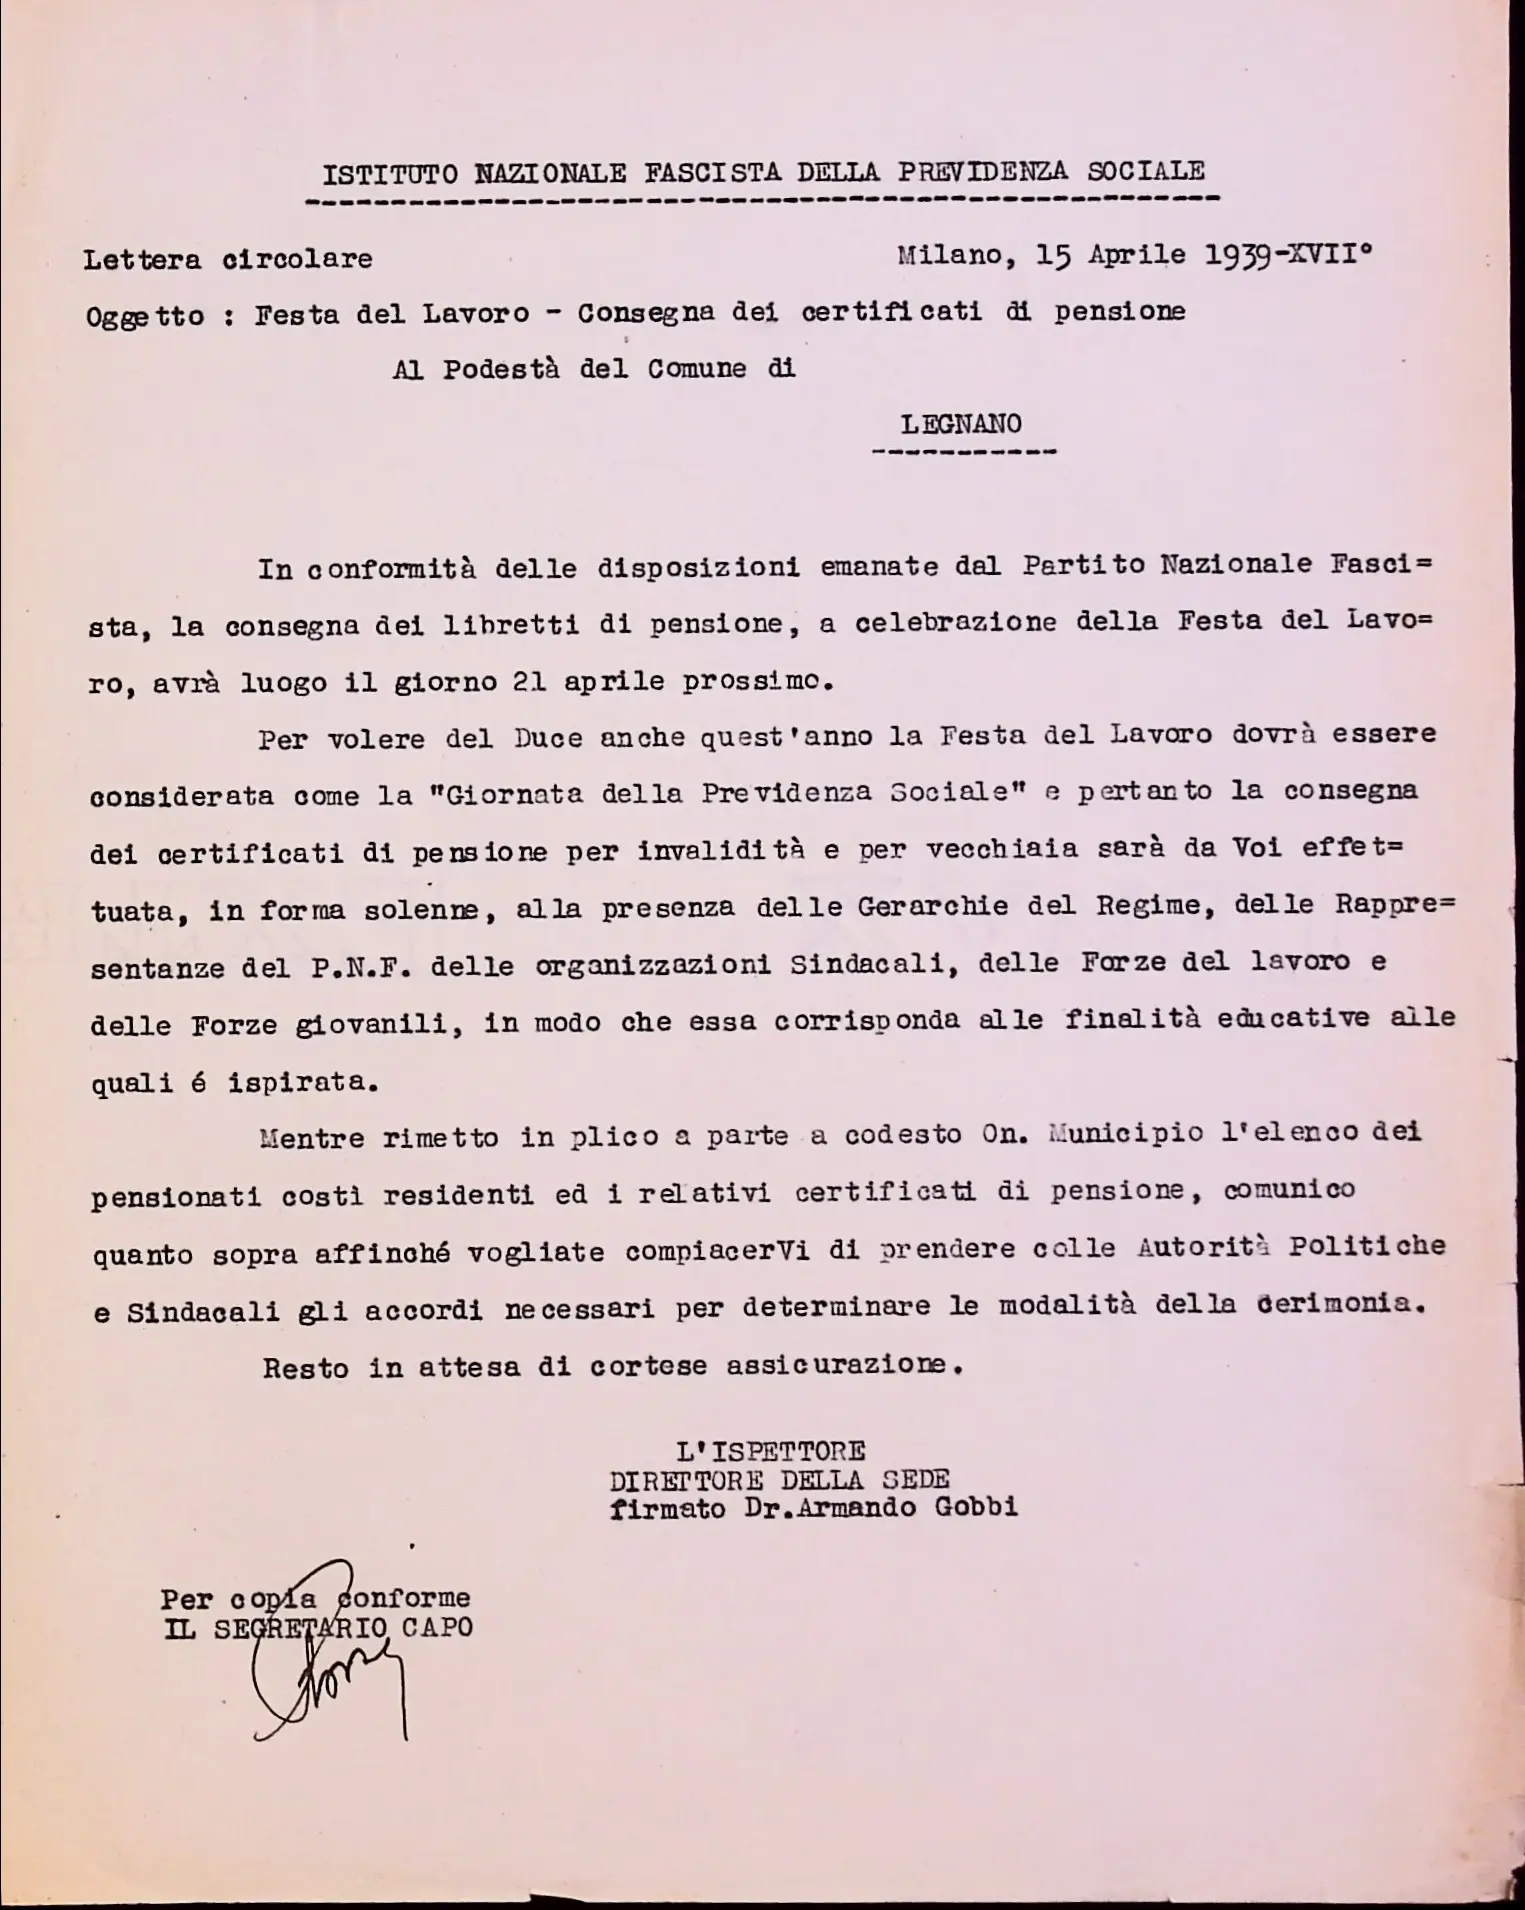 ISTITUTO NAZIONALE FASCISTA DELLA PREVIDENZA SOCIALE
Lettera circolare Milano, 15 Aprile 1939-XVII°
Oggetto : Festa del Lavoro - Consegna dei certificati di pensione
Al Podestà del Comune di
LEGNANO
In conformità delle disposizioni emanate dal Partito Nazionale Fasci=
sta, la consegna dei libretti di pensione, a celebrazione della Festa del Lavo=
ro, avrà luogo il giorno 21 aprile prossimo.
Per volere del Duce anche quest'anno la Festa del Lavoro dovrà essere
considerata come la "Giornata della Previdenza Sociale" e pertanto la consegna
dei certificati di pensione per invalidità e per vecchiaia sarà da Voi effet=
tuata, in forma solenne, alla presenza delle Gerarchie del Regime, delle Rappre=
sentanze del P.N.F. delle organizzazioni Sindacali, delle Forze del lavoro e
delle Forze giovanili, in modo che essa corrisponda alle finalità educative alle
quali é ispirata.
Mentre rimetto in plico a parte a codesto On. Municipio l'elenco dei
pensionati costì residenti ed i relativi certificati di pensione, comunico
quanto sopra affinché vogliate compiacerVi di prendere colle Autorità Politiche
e Sindacali gli accordi necessari per determinare le modalità della cerimonia.
Resto in attesa di cortese assicurazione.
L'ISPETTORE
DIRETTORE DELLA SEDE
firmato Dr.Armando Gobbi
Per copia conforme
IL SEGRETARIO CAPO